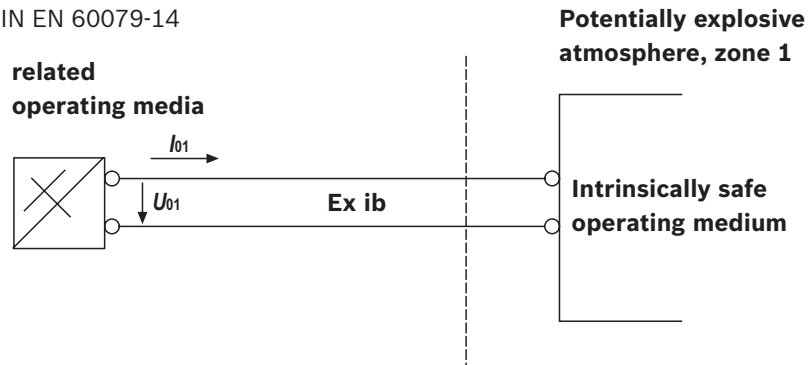 IN EN 60079-14
Potentially explosive
atmosphere, zone 1
related
operating media
I01
U01
Ex ib
Intrinsically safe
operating medium